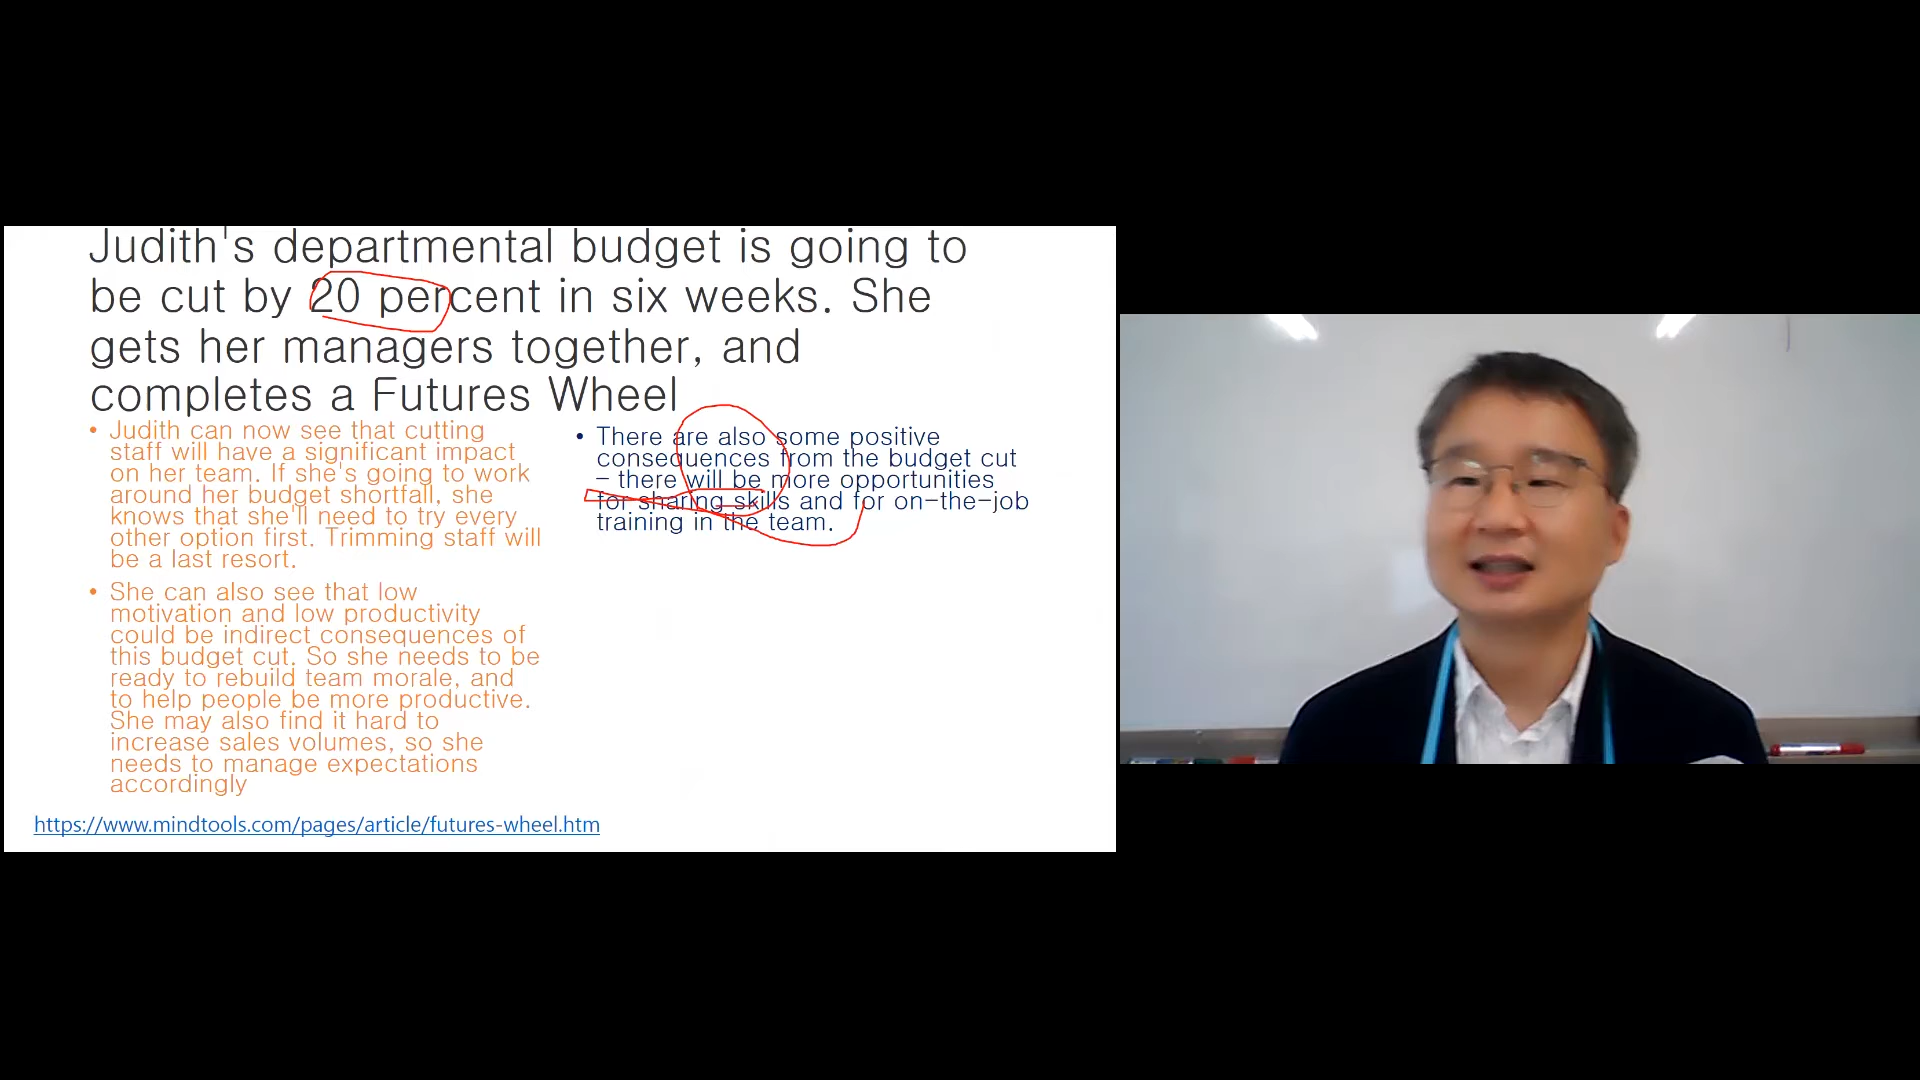 Judith's departmental budget is going to
be cut by 20 percent in six weeks. She
gets her managers together, and
completes a Futures Wheel
• Judith can now see that cutting
staff will have a significant impact
on her team. If she's going to work
around her budget shortfall, she
knows that she'll need to try every
other option first. Trimming staff will
be a last resort.
• She can also see that low
motivation and low productivity
could be indirect consequences of
this budget cut. So she needs to be
ready to rebuild team morale, and
to help people be more productive.
She may also find it hard to
increase sales volumes, so she
needs to manage expectations
accordingly
• There are also some positive
consequences from the budget cut
– there will be more opportunities
for sharing skills and for on-the-job
training in the team.
https://www.mindtools.com/pages/article/futures-wheel.htm